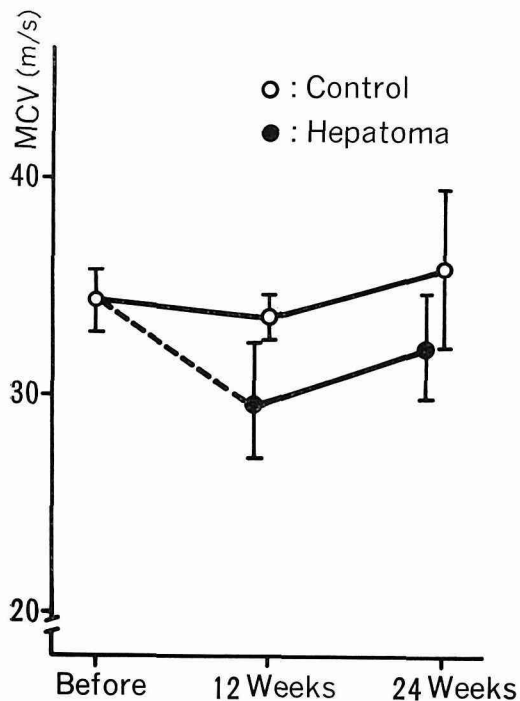 MCV (m/s)
○ : Control
● : Hepatoma
40
30
20
Before 12 Weeks 24 Weeks